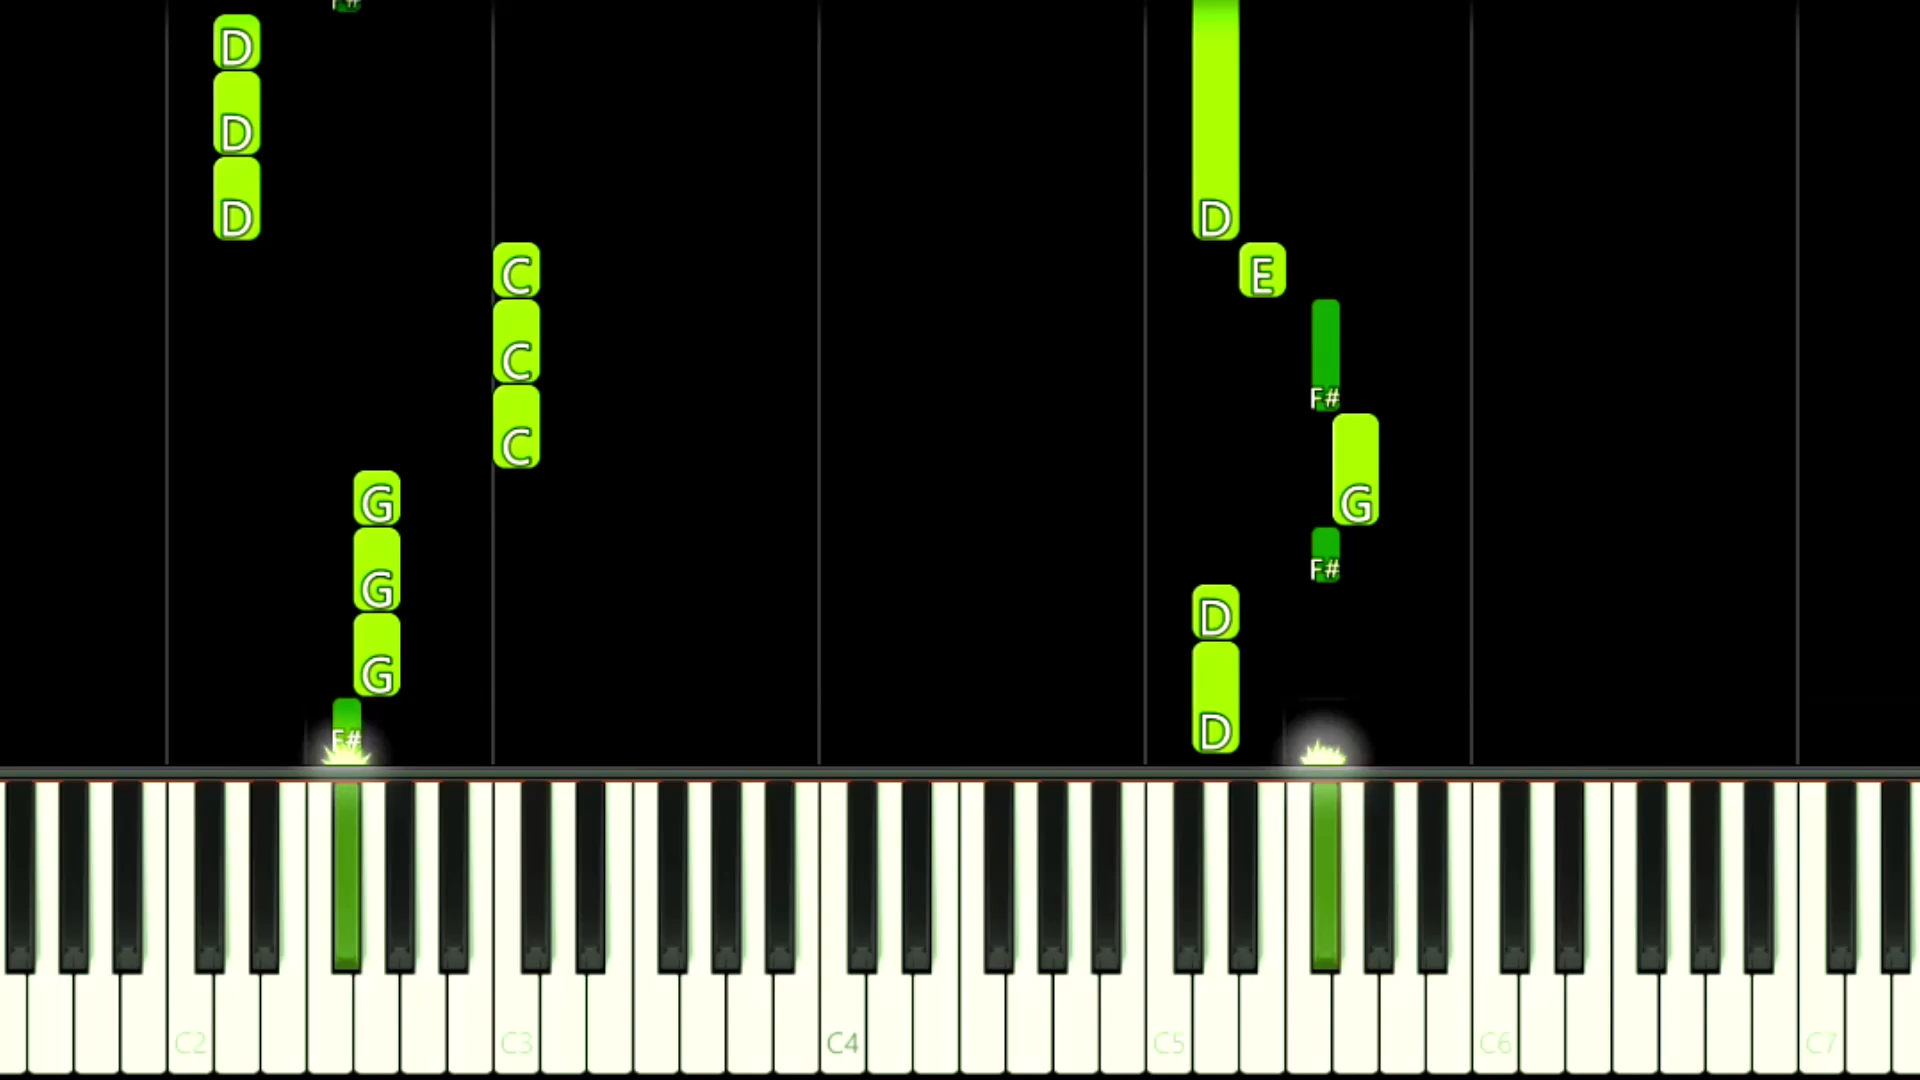 F#
D
D
D D
C E
C F#
C
G G
G F#
D
G
F# D
C2 C3 C4 C5 C6 C7